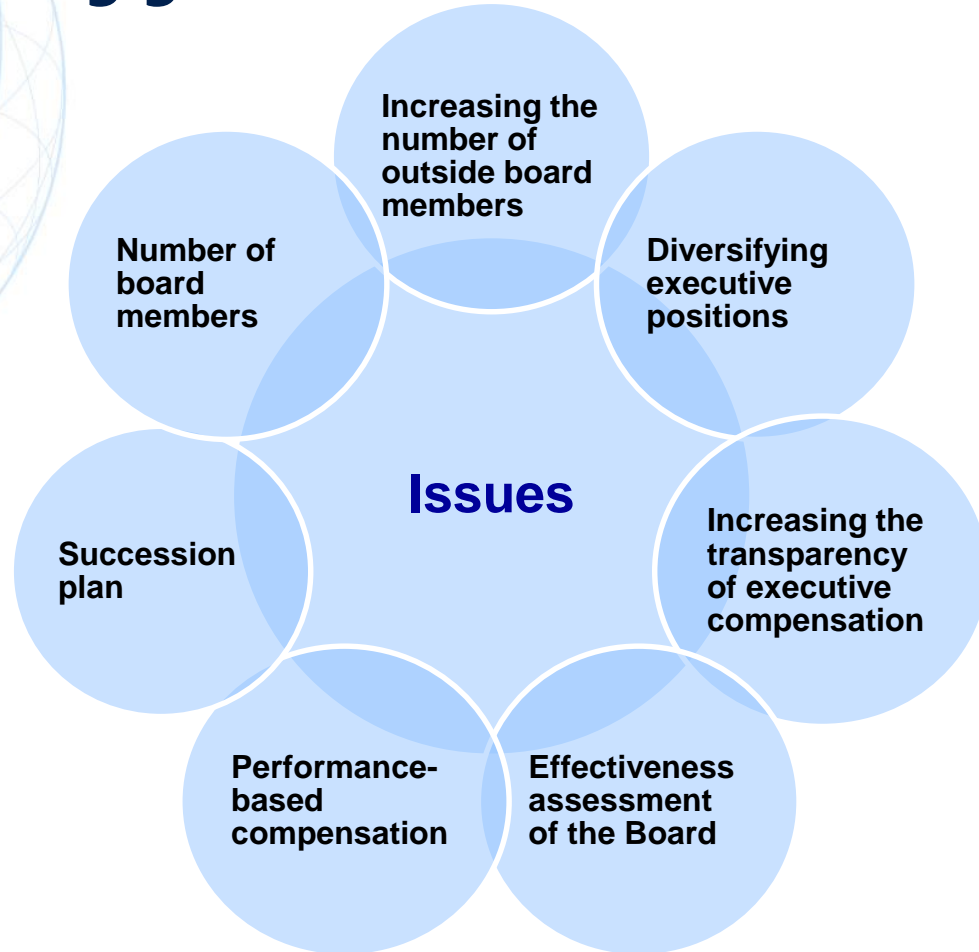 Increasing the
number of
outside board
members
Diversifying
executive
positions
Number of
board
members
Issues
Increasing the
transparency
of executive
compensation
Succession
plan
Performance-
based
compensation
Effectiveness
assessment
of the Board